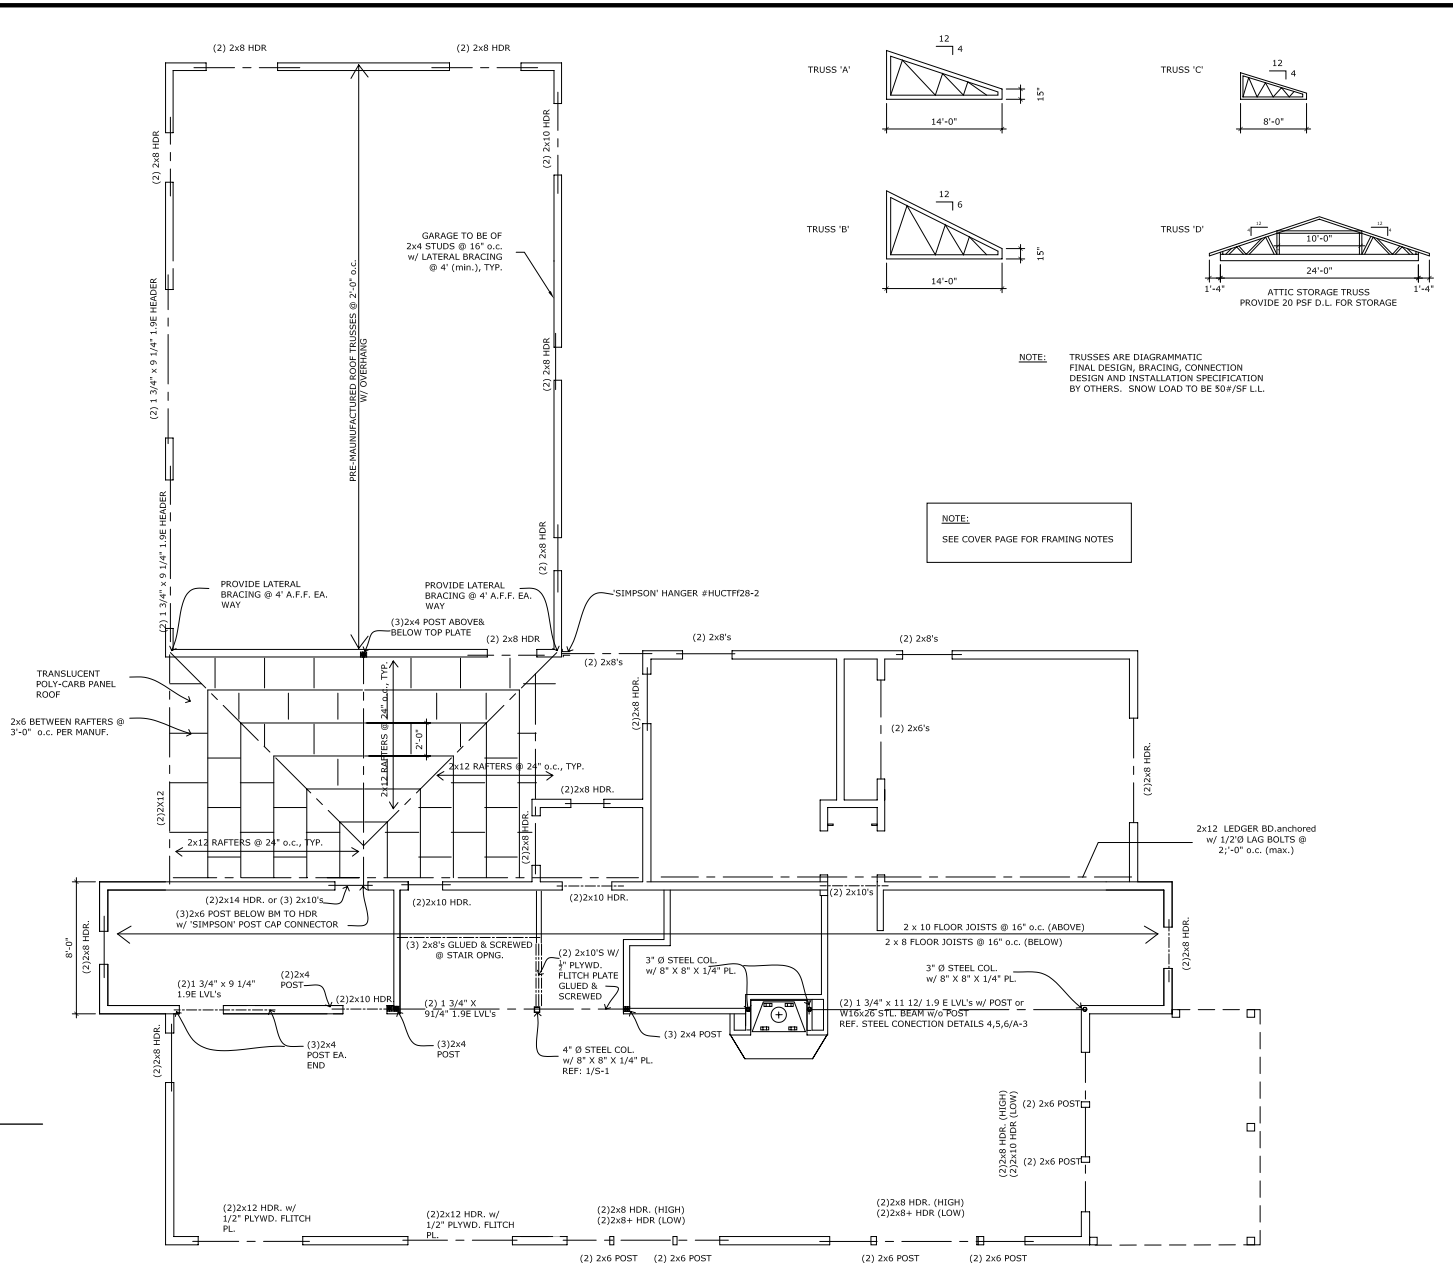 (2) 2x8 HDR
(2) 2x8 HDR
(2) 2x8 HDR
(2) 2x10 HDR
GARAGE TO BE OF
2x4 STUDS @ 16" o.c.
w/ LATERAL BRACING
@ 4' (min.), TYP.
(2) 1 3/4" x 9 1/4" 1.9E HEADER
PRE-MAUNUFACTURED ROOF TRUSSES @ 2'-0" o.c.
W/ OVERHANG
(2) 2x8 HDR
(2) 1 3/4" x 9 1/4" 1.9E HEADER
(2) 2x8 HDR
TRUSS 'A'
12
4
15"
14'-0"
TRUSS 'C'
12
4
8'-0"
TRUSS 'B'
12
6
15"
14'-0"
TRUSS 'D'
12
4
12
4
10'-0"
24'-0"
1'-4"
1'-4"
ATTIC STORAGE TRUSS
PROVIDE 20 PSF D.L. FOR STORAGE
NOTE:
TRUSSES ARE DIAGRAMMATIC
FINAL DESIGN, BRACING, CONNECTION
DESIGN AND INSTALLATION SPECIFICATION
BY OTHERS. SNOW LOAD TO BE 50#/SF L.L.
NOTE:
SEE COVER PAGE FOR FRAMING NOTES
PROVIDE LATERAL
BRACING @ 4' A.F.F. EA.
WAY
PROVIDE LATERAL
BRACING @ 4' A.F.F. EA.
WAY
'SIMPSON' HANGER #HUCTFf28-2
(3)2x4 POST ABOVE&
BELOW TOP PLATE
(2) 2x8 HDR
(2) 2x8's
(2) 2x8's
(2) 2x8's
TRANSLUCENT
POLY-CARB PANEL
ROOF
2x6 BETWEEN RAFTERS @
3'-0" o.c. PER MANUF.
2x12 RAFTERS @ 24" o.c., TYP.
2'-0"
2x12 RAFTERS @ 24" o.c., TYP.
(2)2x8 HDR.
(2) 2x6's
(2)2x8 HDR.
(2)2x8 HDR.
(2)2X12
2x12 RAFTERS @ 24" o.c., TYP.
(2)2x8 HDR.
2x12 LEDGER BD.anchored
w/ 1/2'Ø LAG BOLTS @
2;'-0" o.c. (max.)
(2)2x14 HDR. or (3) 2x10's
(2)2x10 HDR.
(2)2x10 HDR.
(2) 2x10's
(3)2x6 POST BELOW BM TO HDR
w/ 'SIMPSON' POST CAP CONNECTOR
8'-0"
(2)2x8 HDR.
(3) 2x8's GLUED & SCREWED
@ STAIR OPNG.
2 x 10 FLOOR JOISTS @ 16" o.c. (ABOVE)
2 x 8 FLOOR JOISTS @ 16" o.c. (BELOW)
(2)2x8 HDR.
(2) 2x10'S W/
PLYWD.
FLITCH PLATE
GLUED &
SCREWED
3" Ø STEEL COL.
w/ 8" X 8" X 1/4" PL.
3" Ø STEEL COL.
w/ 8" X 8" X 1/4" PL.
(2)1 3/4" x 9 1/4"
1.9E LVL's
(2)2x4
POST
(2)2x10 HDR.
(2) 1 3/4" X
91/4" 1.9E LVL's
(2) 1 3/4" x 11 12/ 1.9 E LVL's w/ POST or
W16x26 STL. BEAM w/o POST
REF. STEEL CONECTION DETAILS 4,5,6/A-3
(2)2x8 HDR.
(3)2x4
POST EA.
END
(3)2x4
POST
4" Ø STEEL COL.
w/ 8" X 8" X 1/4" PL.
REF: 1/S-1
(3) 2x4 POST
(2)2x8 HDR. (HIGH)
(2)2x10 HDR (LOW)
(2) 2x6 POST
(2) 2x6 POST
(2)2x12 HDR. w/
1/2" PLYWD. FLITCH
PL.
(2)2x12 HDR. w/
1/2" PLYWD. FLITCH
PL.
(2)2x8 HDR. (HIGH)
(2)2x8+ HDR (LOW)
(2)2x8 HDR. (HIGH)
(2)2x8+ HDR (LOW)
(2) 2x6 POST
(2) 2x6 POST
(2) 2x6 POST
(2) 2x6 POST